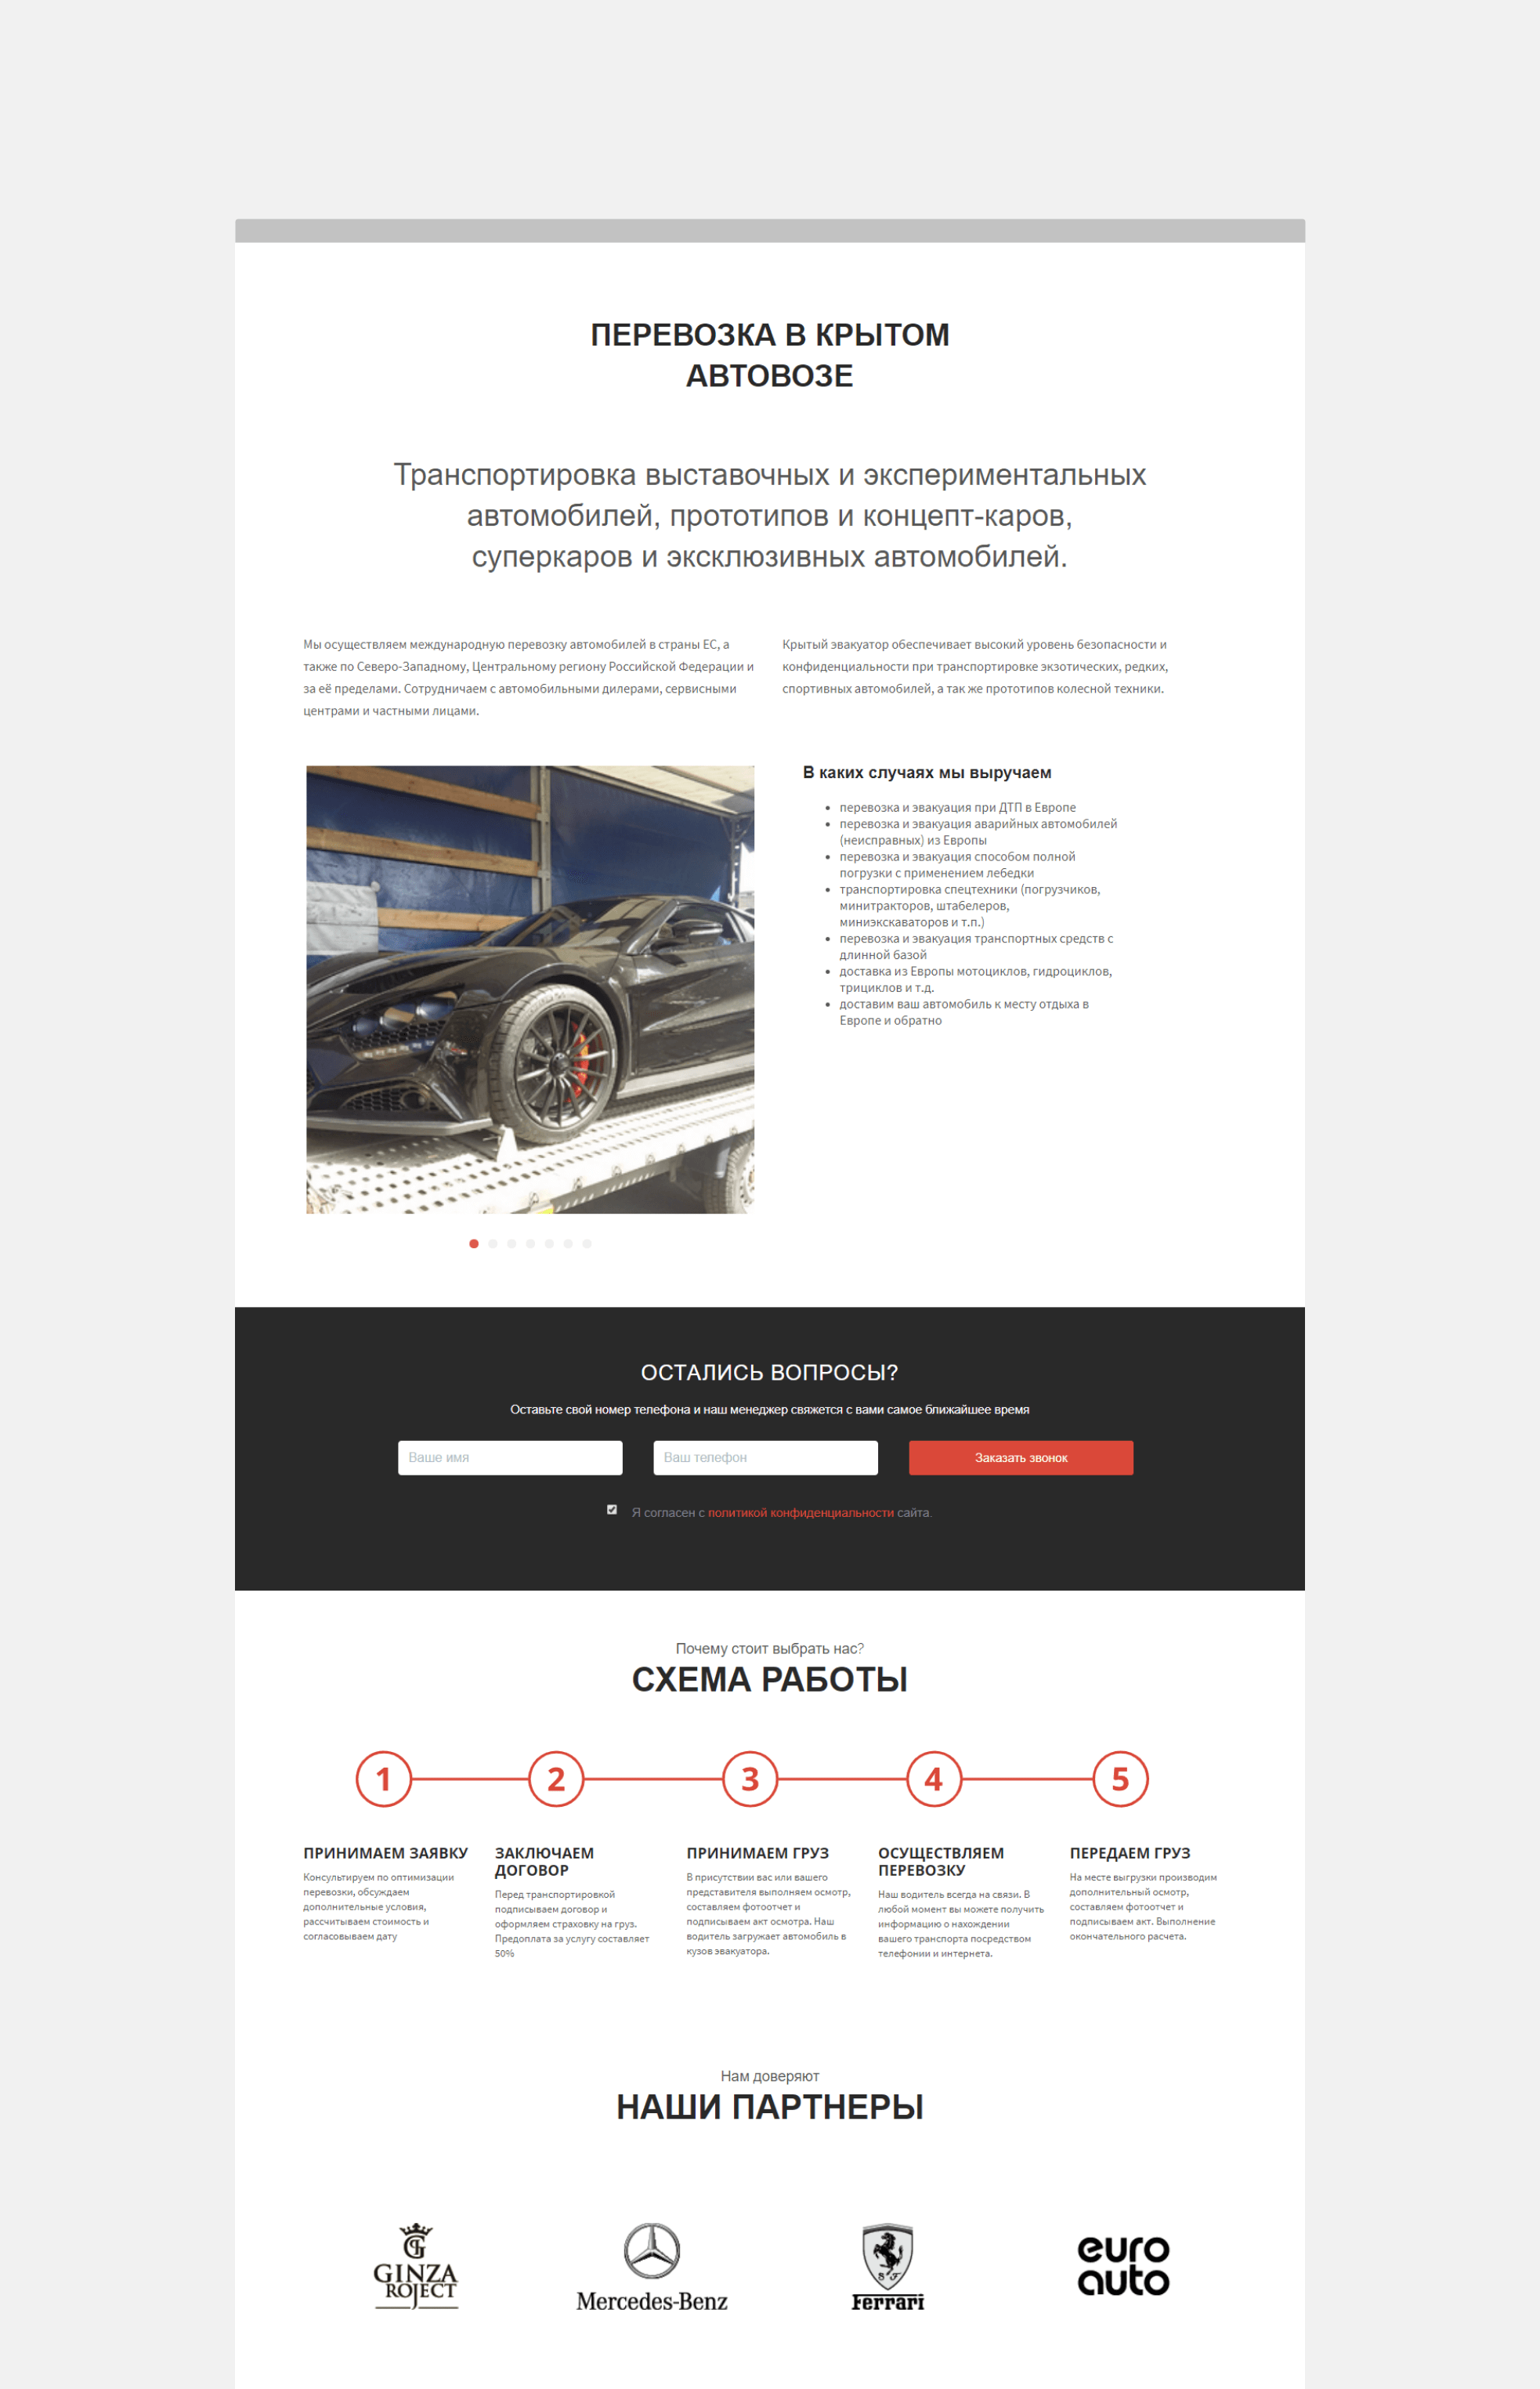 ПЕРЕВОЗКА В КРЫТОМ
АВТОВОЗЕ
Транспортировка выставочных и экспериментальных
автомобилей, прототипов и концепт-каров,
суперкаров и эксклюзивных автомобилей.
Мы осуществляем международную перевозку автомобилей в страны ЕС, а
также по Северо-Западному, Центральному региону Российской Федерации и
за её пределами. Сотрудничаем с автомобильными дилерами, сервисными
центрами и частными лицами.
Крытый эвакуатор обеспечивает высокий уровень безопасности и
конфиденциальности при транспортировке экзотических, редких,
спортивных автомобилей, а так же прототипов колесной техники.
В каких случаях мы выручаем
перевозка и эвакуация при ДТП в Европе
перевозка и эвакуация аварийных автомобилей
(неисправных) из Европы
перевозка и эвакуация способом полной
погрузки с применением лебедки
транспортировка спецтехники (погрузчиков,
минитракторов, штабелеров,
миниэкскаваторов и т.п.)
перевозка и эвакуация транспортных средств с
длинной базой
доставка из Европы мотоциклов, гидроциклов,
трициклов и т.д.
доставим ваш автомобиль к месту отдыха в
Европе и обратно
ОСТАЛИСЬ ВОПРОСЫ?
Оставьте свой номер телефона и наш менеджер свяжется с вами самое ближайшее время
Ваше имя
Ваш телефон
Заказать звонок
Я согласен с политикой конфиденциальности сайта.
Почему стоит выбрать нас?
СХЕМА РАБОТЫ
1
2
3
4
5
ПРИНИМАЕМ ЗАЯВКУ
Консультируем по оптимизации
перевозки, обсуждаем
дополнительные условия,
рассчитываем стоимость и
согласовываем дату
ЗАКЛЮЧАЕМ
ДОГОВОР
Перед транспортировкой
подписываем договор и
оформляем страховку на груз.
Предоплата за услугу составляет
50%
ПРИНИМАЕМ ГРУЗ
В присутствии вас или вашего
представителя выполняем осмотр,
составляем фотоотчет и
подписываем акт осмотра. Наш
водитель загружает автомобиль в
кузов эвакуатора.
ОСУЩЕСТВЛЯЕМ
ПЕРЕВОЗКУ
Наш водитель всегда на связи. В
любой момент вы можете получить
информацию о нахождении
вашего транспорта посредством
телефонии и интернета.
ПЕРЕДАЕМ ГРУЗ
На месте выгрузки производим
дополнительный осмотр,
составляем фотоотчет и
подписываем акт. Выполнение
окончательного расчета.
Нам доверяют
НАШИ ПАРТНЕРЫ
GINZA
PROJECT
Mercedes-Benz
S F
Ferrari
euro
auto